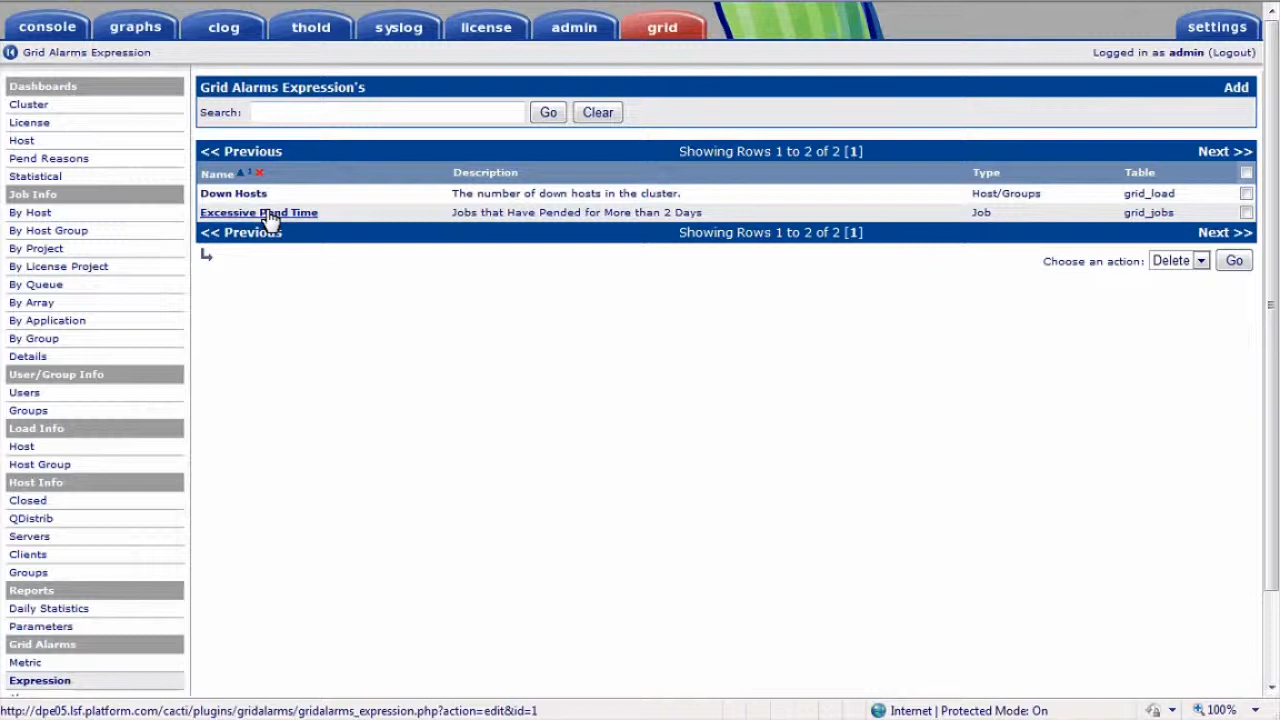 console graphs clog thold syslog license admin grid settings
Grid Alarms Expression Logged in as admin (Logout)
Dashboards
Cluster
License
Host
Pend Reasons
Statistical
Job Info
By Host
By Host Group
By Project
By License Project
By Queue
By Array
By Application
By Group
Details
User/Group Info
Users
Groups
Load Info
Host
Host Group
Host Info
Closed
QDistrib
Servers
Clients
Groups
Reports
Daily Statistics
Parameters
Grid Alarms
Metric
Expression
Grid Alarms Expression's Add
Search: Go Clear
<< Previous Showing Rows 1 to 2 of 2 [1] Next >>
Name 1 Description Type Table
Down Hosts The number of down hosts in the cluster. Host/Groups grid_load
Excessive Pend Time Jobs that Have Pended for More than 2 Days Job grid_jobs
<< Previous Showing Rows 1 to 2 of 2 [1] Next >>
Choose an action: Delete Go
http://dpe05.lsf.platform.com/cacti/plugins/gridalarms/gridalarms_expression.php?action=edit&id=1 Internet | Protected Mode: On 100%